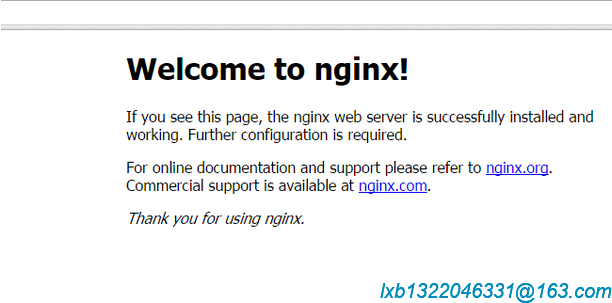 Welcome to nginx!
If you see this page, the nginx web server is successfully installed and
working. Further configuration is required.
For online documentation and support please refer to nginx.org.
Commercial support is available at nginx.com.
Thank you for using nginx.
lxb1322046331@163.com